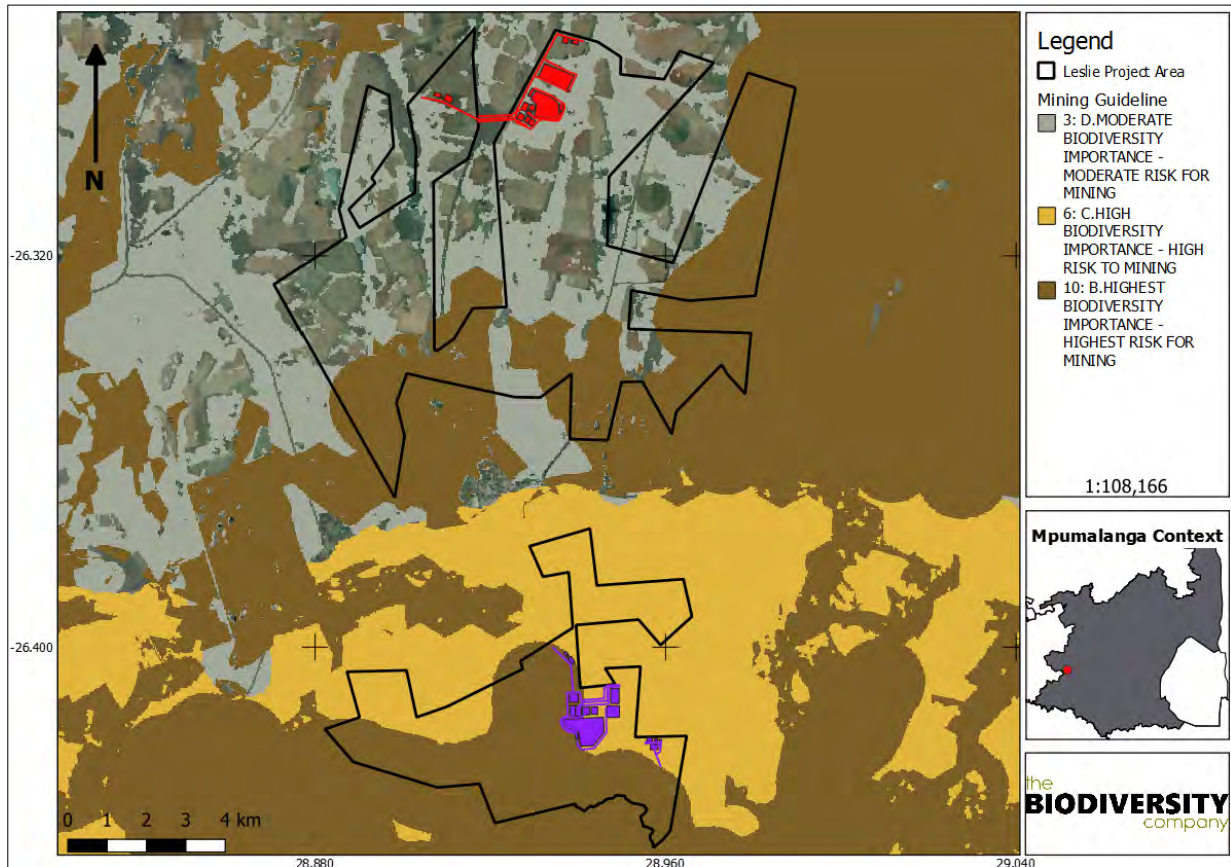 N
-26.320
-26.400
0 1 2 3 4 km
28.880
28.960
29.040
Legend
Leslie Project Area
Mining Guideline
3: D.MODERATE
BIODIVERSITY
IMPORTANCE -
MODERATE RISK FOR
MINING
6: C.HIGH
BIODIVERSITY
IMPORTANCE - HIGH
RISK TO MINING
10: B.HIGHEST
BIODIVERSITY
IMPORTANCE -
HIGHEST RISK FOR
MINING
1:108,166
Mpumalanga Context
the
BIODIVERSITY
company